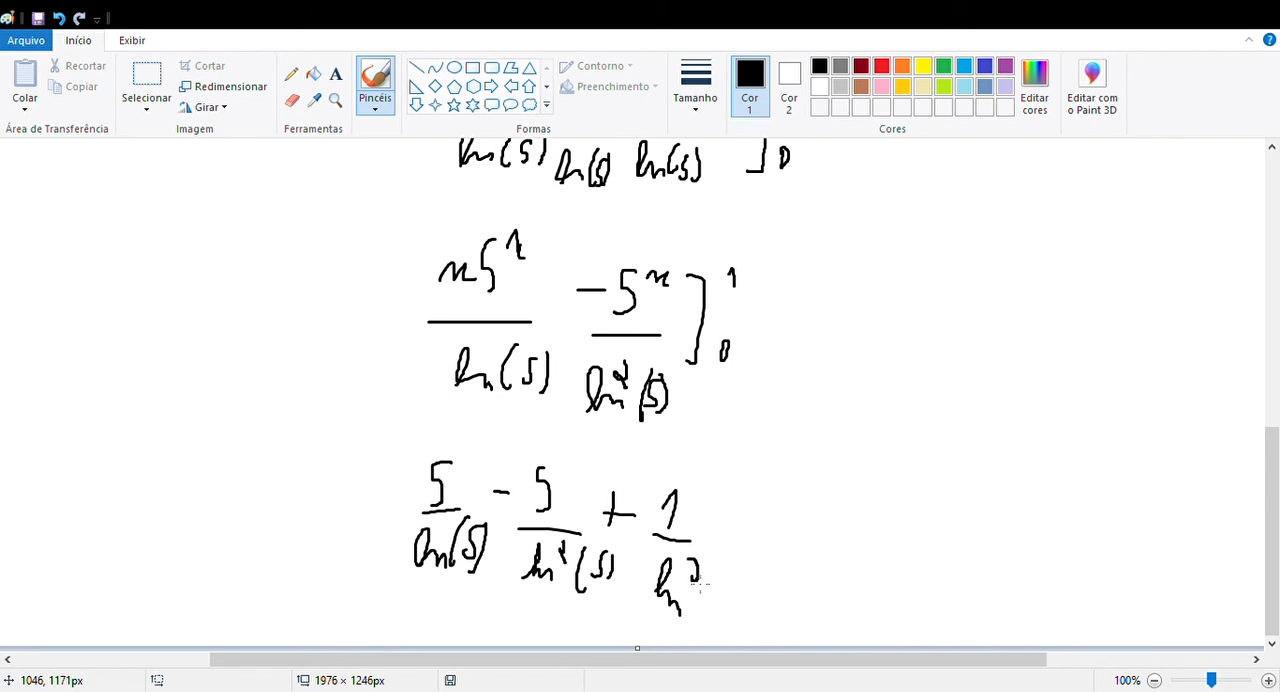 Arquivo Início Exibir
Colar Recortar Copiar Selecionar Cortar Redimensionar Girar A Pincéis Contorno Preenchimento Tamanho Cor 1 Cor 2 Editar cores Editar com o Paint 3D
Área de Transferência Imagem Ferramentas Formas Cores
ln(5) ln(5) ln(5) ]0
x5^x / ln(5) -5^x / ln²(5) ]1 0
5 / ln(5) - 5 / ln²(5) + 1 / ln²
1046, 1171px 1976 × 1246px 100%